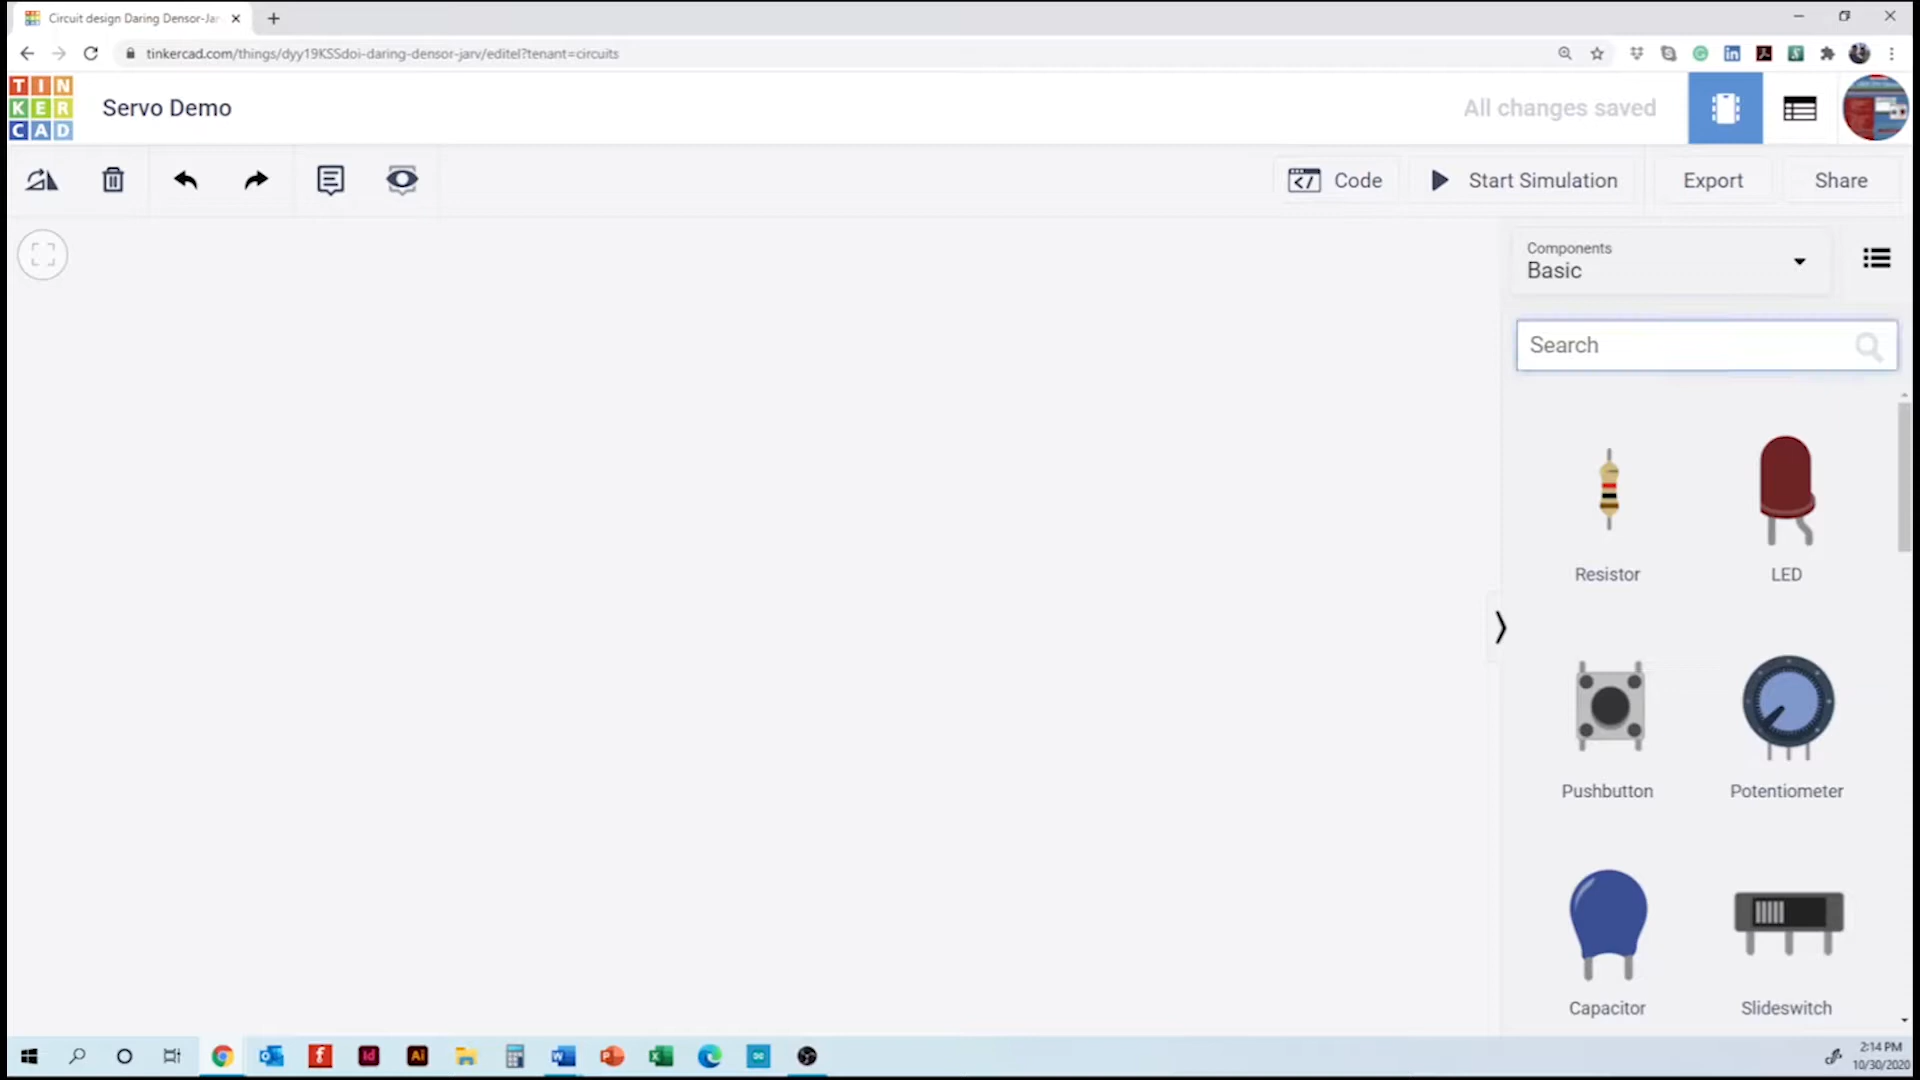 Circuit design Daring Densor-Jar
tinkercad.com/things/dyy19KSSdoi-daring-densor-jarv/editel?tenant=circuits
TIN
KER
CAD
Servo Demo
All changes saved
Code
Start Simulation
Export
Share
Components
Basic
Search
Resistor
LED
Pushbutton
Potentiometer
Capacitor
Slideswitch
2:14 PM
10/30/2020